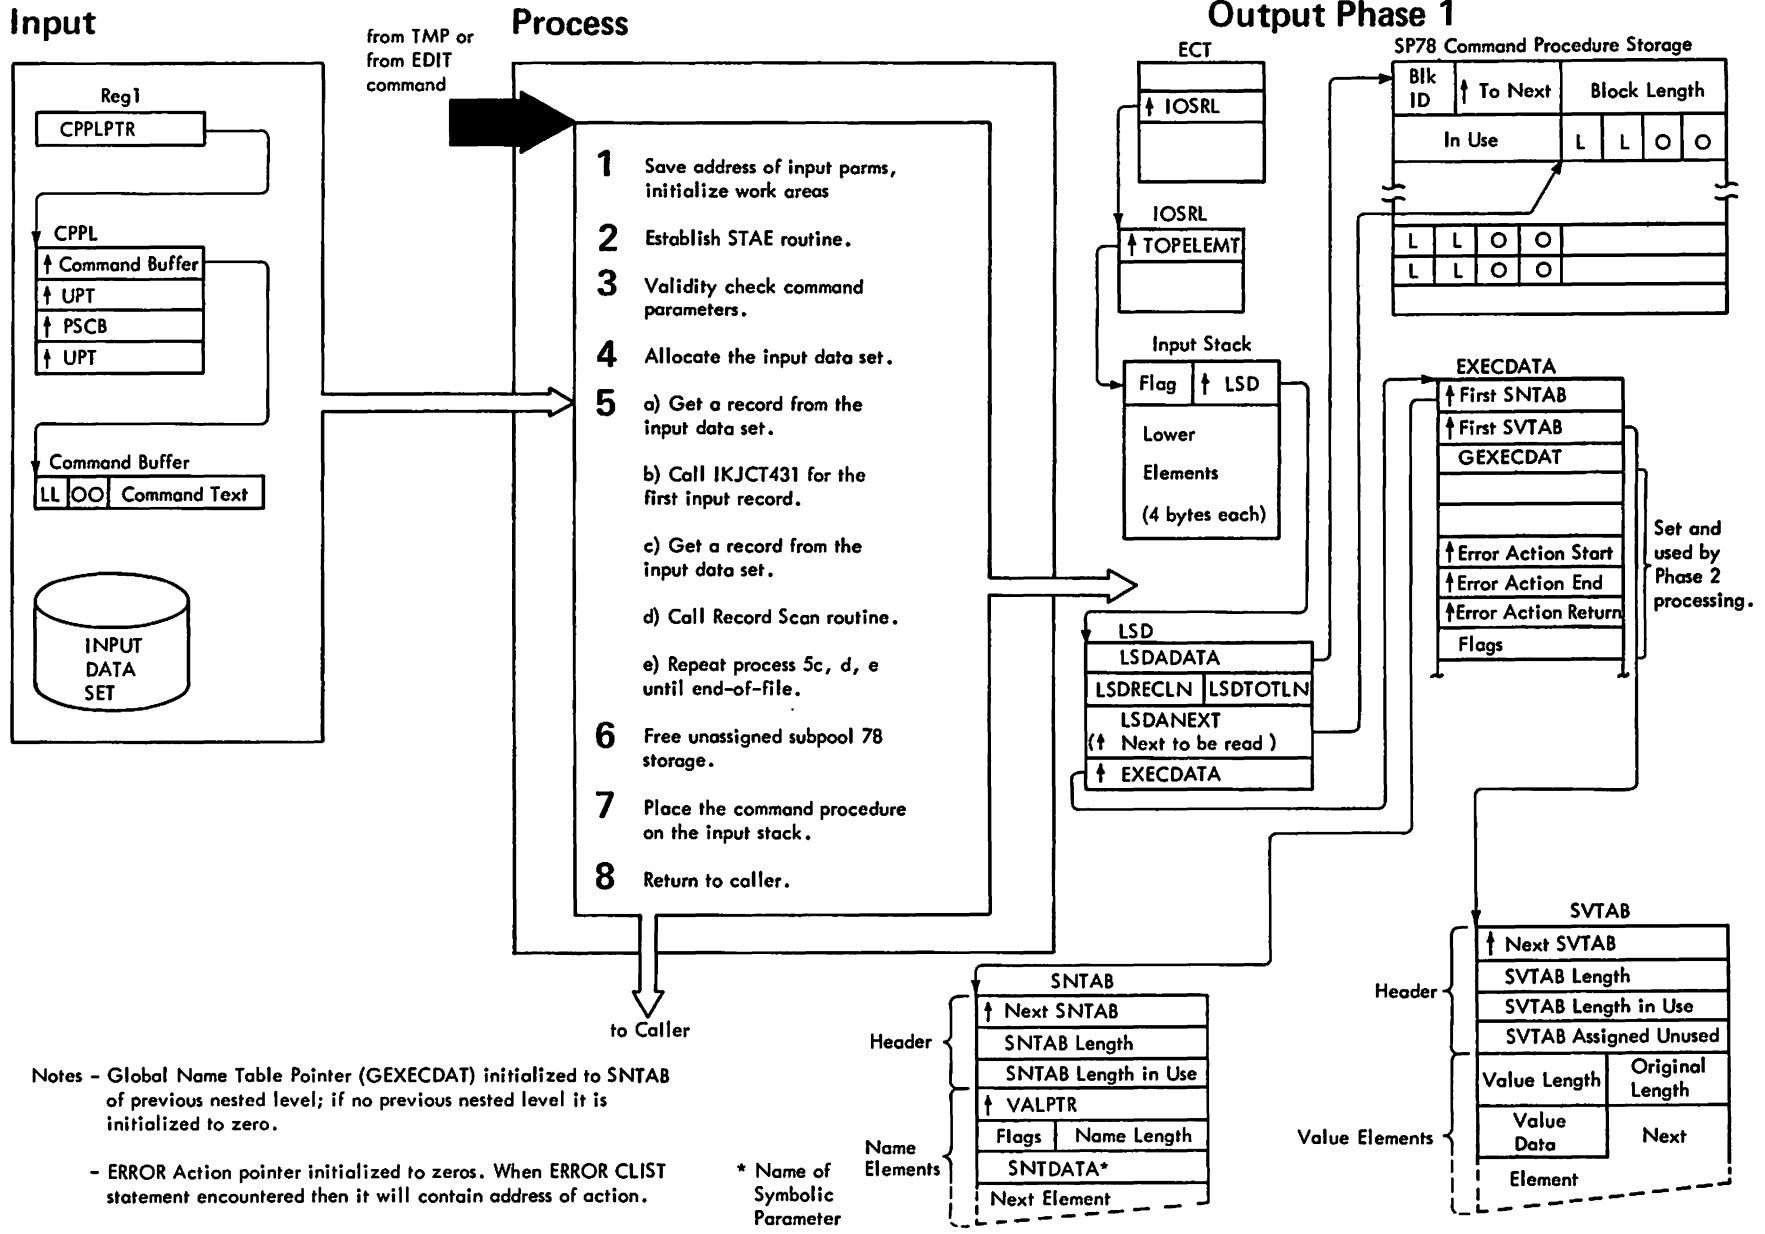 Input
Reg1
CPPLPTR
CPPL
↑ Command Buffer
↑ UPT
↑ PSCB
↑ UPT
Command Buffer
LL OO Command Text
INPUT
DATA
SET
Process
from TMP or
from EDIT
command
1 Save address of input parms,
initialize work areas
2 Establish STAE routine.
3 Validity check command
parameters.
4 Allocate the input data set.
5 a) Get a record from the
input data set.
b) Call IKJCT431 for the
first input record.
c) Get a record from the
input data set.
d) Call Record Scan routine.
e) Repeat process 5c, d, e
until end-of-file.
6 Free unassigned subpool 78
storage.
7 Place the command procedure
on the input stack.
8 Return to caller.
to Caller
Output Phase 1
ECT
↑ IOSRL
IOSRL
↑ TOPELEMT
Input Stack
Flag ↑ LSD
Lower
Elements
(4 bytes each)
LSD
LSDADATA
LSDRECLN LSDTOTLN
LSDANEXT
(↑ Next to be read )
↑ EXECDATA
SP78 Command Procedure Storage
Blk
ID
↑ To Next
Block Length
In Use L L O O
L L O O
L L O O
EXECDATA
↑ First SNTAB
↑ First SVTAB
GEXECDAT
↑ Error Action Start
↑ Error Action End
↑ Error Action Return
Flags
Set and
used by
Phase 2
processing.
SNTAB
Header
↑ Next SNTAB
SNTAB Length
SNTAB Length in Use
Name
Elements
↑ VALPTR
Flags Name Length
SNTDATA*
Next Element
* Name of
Symbolic
Parameter
SVTAB
Header
↑ Next SVTAB
SVTAB Length
SVTAB Length in Use
SVTAB Assigned Unused
Value Elements
Value Length
Original
Length
Value
Data
Next
Element
Notes - Global Name Table Pointer (GEXECDAT) initialized to SNTAB
of previous nested level; if no previous nested level it is
initialized to zero.
- ERROR Action pointer initialized to zeros. When ERROR CLIST
statement encountered then it will contain address of action.